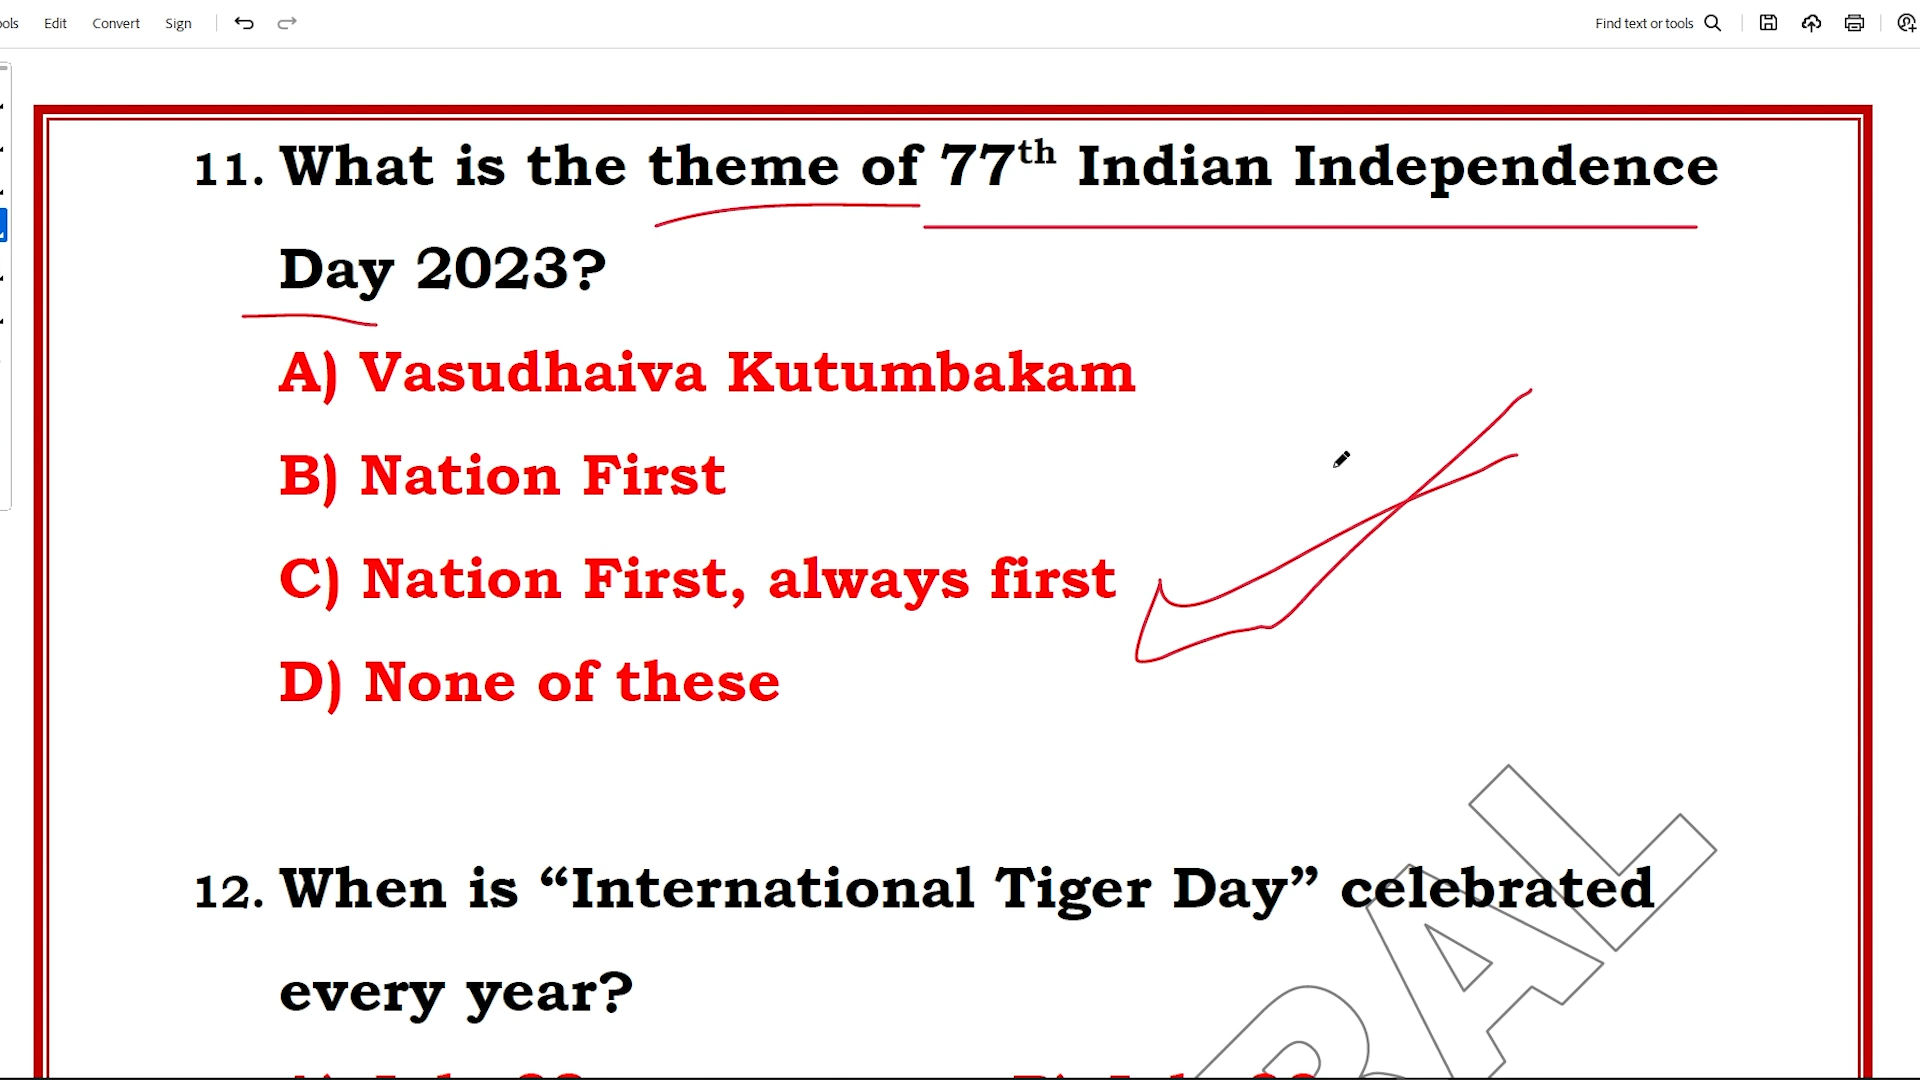 Edit Convert Sign Find text or tools
11. What is the theme of 77th Indian Independence
Day 2023?
A) Vasudhaiva Kutumbakam
B) Nation First
C) Nation First, always first
D) None of these
12. When is “International Tiger Day” celebrated
every year?